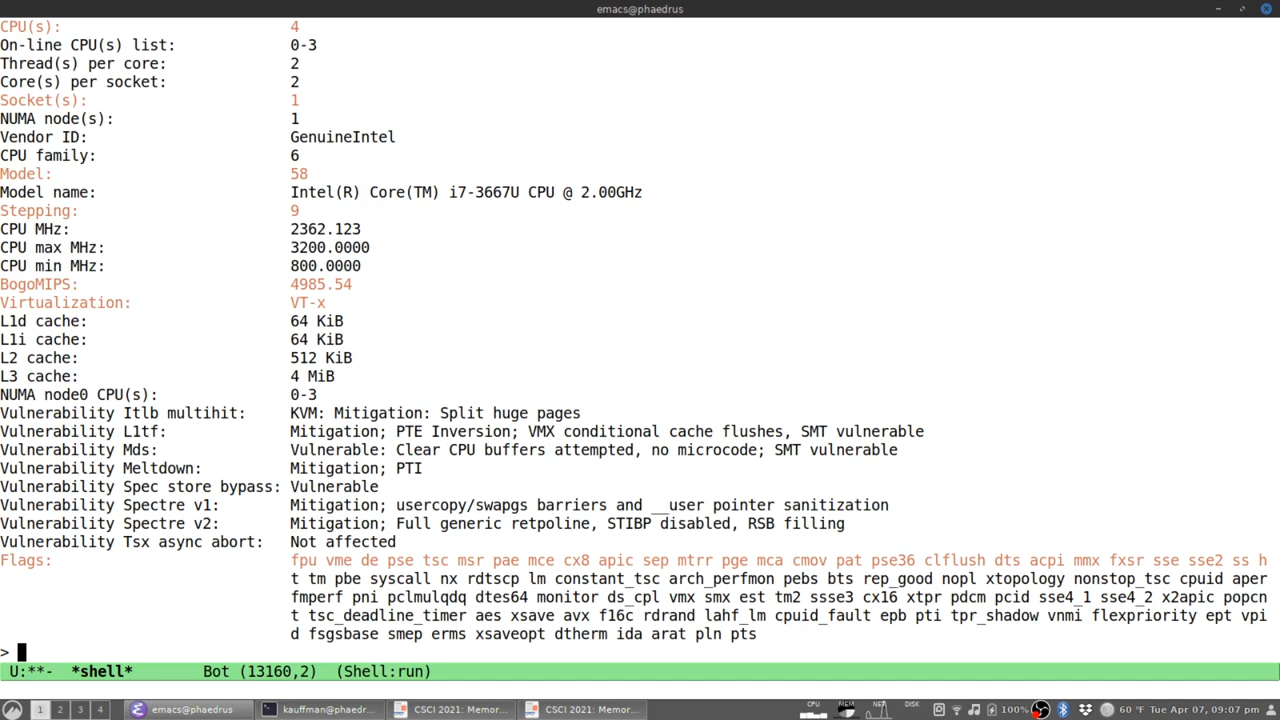 emacs@phaedrus
CPU(s): 4
On-line CPU(s) list: 0-3
Thread(s) per core: 2
Core(s) per socket: 2
Socket(s): 1
NUMA node(s): 1
Vendor ID: GenuineIntel
CPU family: 6
Model: 58
Model name: Intel(R) Core(TM) i7-3667U CPU @ 2.00GHz
Stepping: 9
CPU MHz: 2362.123
CPU max MHz: 3200.0000
CPU min MHz: 800.0000
BogoMIPS: 4985.54
Virtualization: VT-x
L1d cache: 64 KiB
L1i cache: 64 KiB
L2 cache: 512 KiB
L3 cache: 4 MiB
NUMA node0 CPU(s): 0-3
Vulnerability Itlb multihit: KVM: Mitigation: Split huge pages
Vulnerability L1tf: Mitigation; PTE Inversion; VMX conditional cache flushes, SMT vulnerable
Vulnerability Mds: Vulnerable: Clear CPU buffers attempted, no microcode; SMT vulnerable
Vulnerability Meltdown: Mitigation; PTI
Vulnerability Spec store bypass: Vulnerable
Vulnerability Spectre v1: Mitigation; usercopy/swapgs barriers and __user pointer sanitization
Vulnerability Spectre v2: Mitigation; Full generic retpoline, STIBP disabled, RSB filling
Vulnerability Tsx async abort: Not affected
Flags: fpu vme de pse tsc msr pae mce cx8 apic sep mtrr pge mca cmov pat pse36 clflush dts acpi mmx fxsr sse sse2 ss h
t tm pbe syscall nx rdtscp lm constant_tsc arch_perfmon pebs bts rep_good nopl xtopology nonstop_tsc cpuid aper
fmperf pni pclmulqdq dtes64 monitor ds_cpl vmx smx est tm2 ssse3 cx16 xtpr pdcm pcid sse4_1 sse4_2 x2apic popcn
t tsc_deadline_timer aes xsave avx f16c rdrand lahf_lm cpuid_fault epb pti tpr_shadow vnmi flexpriority ept vpi
d fsgsbase smep erms xsaveopt dtherm ida arat pln pts
>
U:**- *shell* Bot (13160,2) (Shell:run)
1 2 3 4 emacs@phaedrus kauffman@phaedr... CSCI 2021: Memor... CSCI 2021: Memor... CPU MEM NET DISK 100% 60 °F Tue Apr 07, 09:07 pm